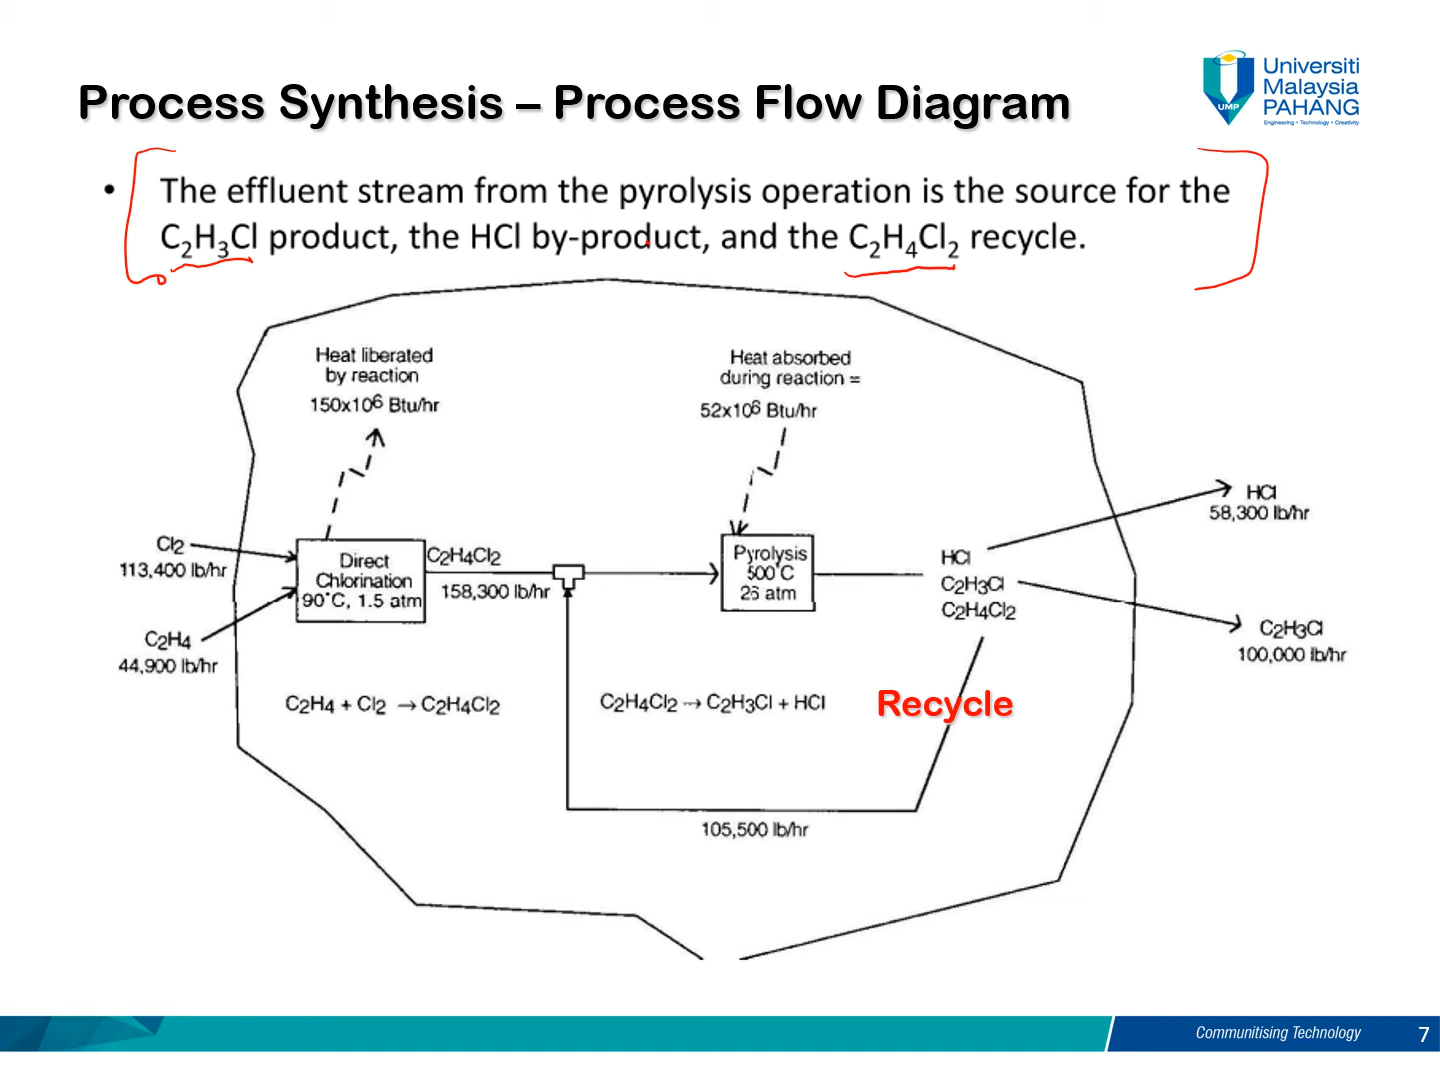 Process Synthesis – Process Flow Diagram
Universiti
Malaysia
PAHANG
Engineering • Technology • Creativity
UMP
• The effluent stream from the pyrolysis operation is the source for the
C₂H₃Cl product, the HCl by-product, and the C₂H₄Cl₂ recycle.
Heat liberated
by reaction
150x10⁶ Btu/hr
Heat absorbed
during reaction =
52x10⁶ Btu/hr
Cl2
113,400 lb/hr
C2H4
44,900 lb/hr
Direct
Chlorination
90°C, 1.5 atm
C2H4Cl2
158,300 lb/hr
Pyrolysis
500°C
26 atm
HCl
C2H3Cl
C2H4Cl2
HCl
58,300 lb/hr
C2H3Cl
100,000 lb/hr
C2H4 + Cl2 → C2H4Cl2
C2H4Cl2 → C2H3Cl + HCl
Recycle
105,500 lb/hr
Communitising Technology
7